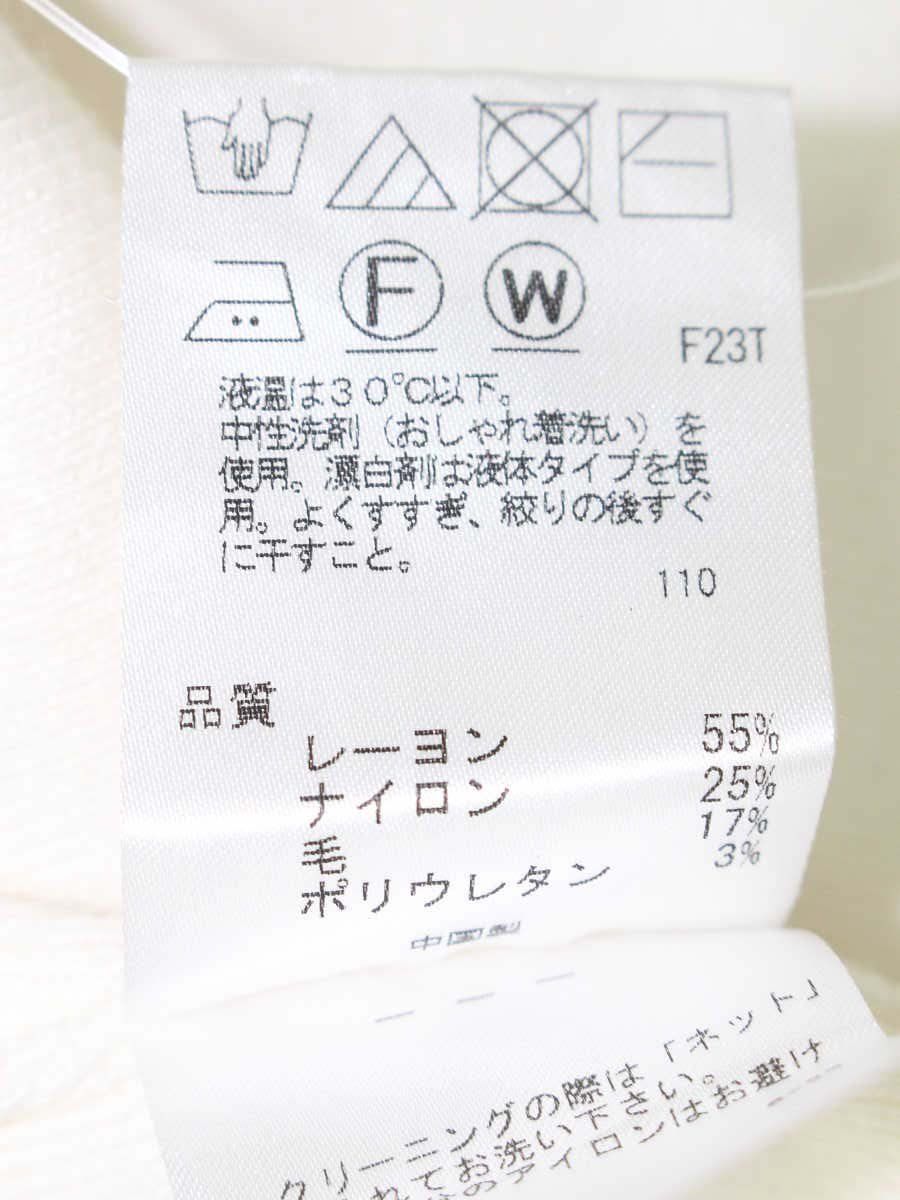 F
W
F23T
液温は30℃以下。
中性洗剤(おしゃれ着洗い)を
使用。漂白剤は液体タイプを使
用。よくすすぎ、絞りの後すぐ
に干すこと。
110
品質
レーヨン 55%
ナイロン 25%
毛 17%
ポリウレタン 3%
中国製
クリーニングの際は「ネット」
れてお洗い下さい。
のアイロンはお避け